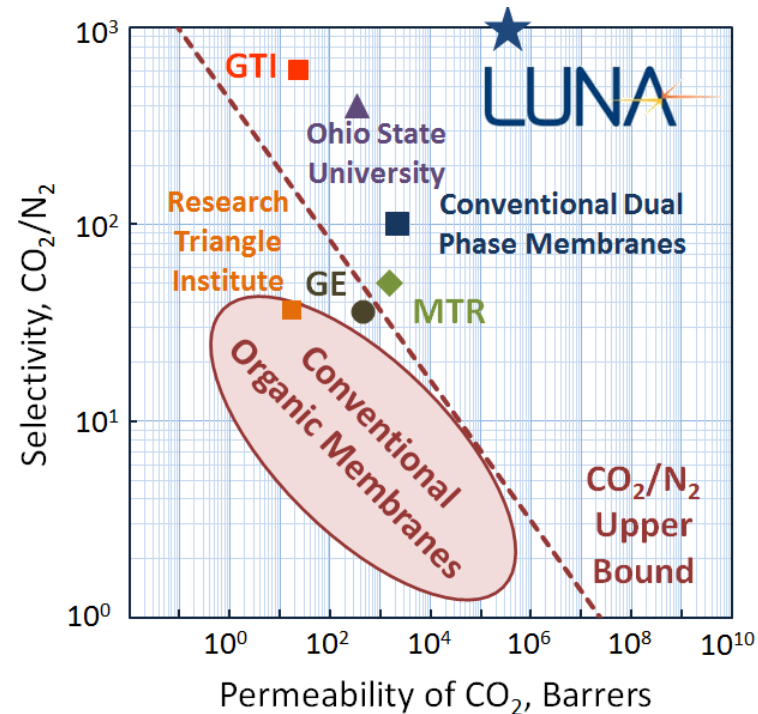 10³
GTI
LUNA
Ohio State
University
Research
Triangle
Institute
10²
Conventional Dual
Phase Membranes
GE
MTR
Conventional
Organic Membranes
10¹
CO₂/N₂
Upper
Bound
10⁰
Selectivity, CO₂/N₂
10⁰ 10² 10⁴ 10⁶ 10⁸ 10¹⁰
Permeability of CO₂, Barrers